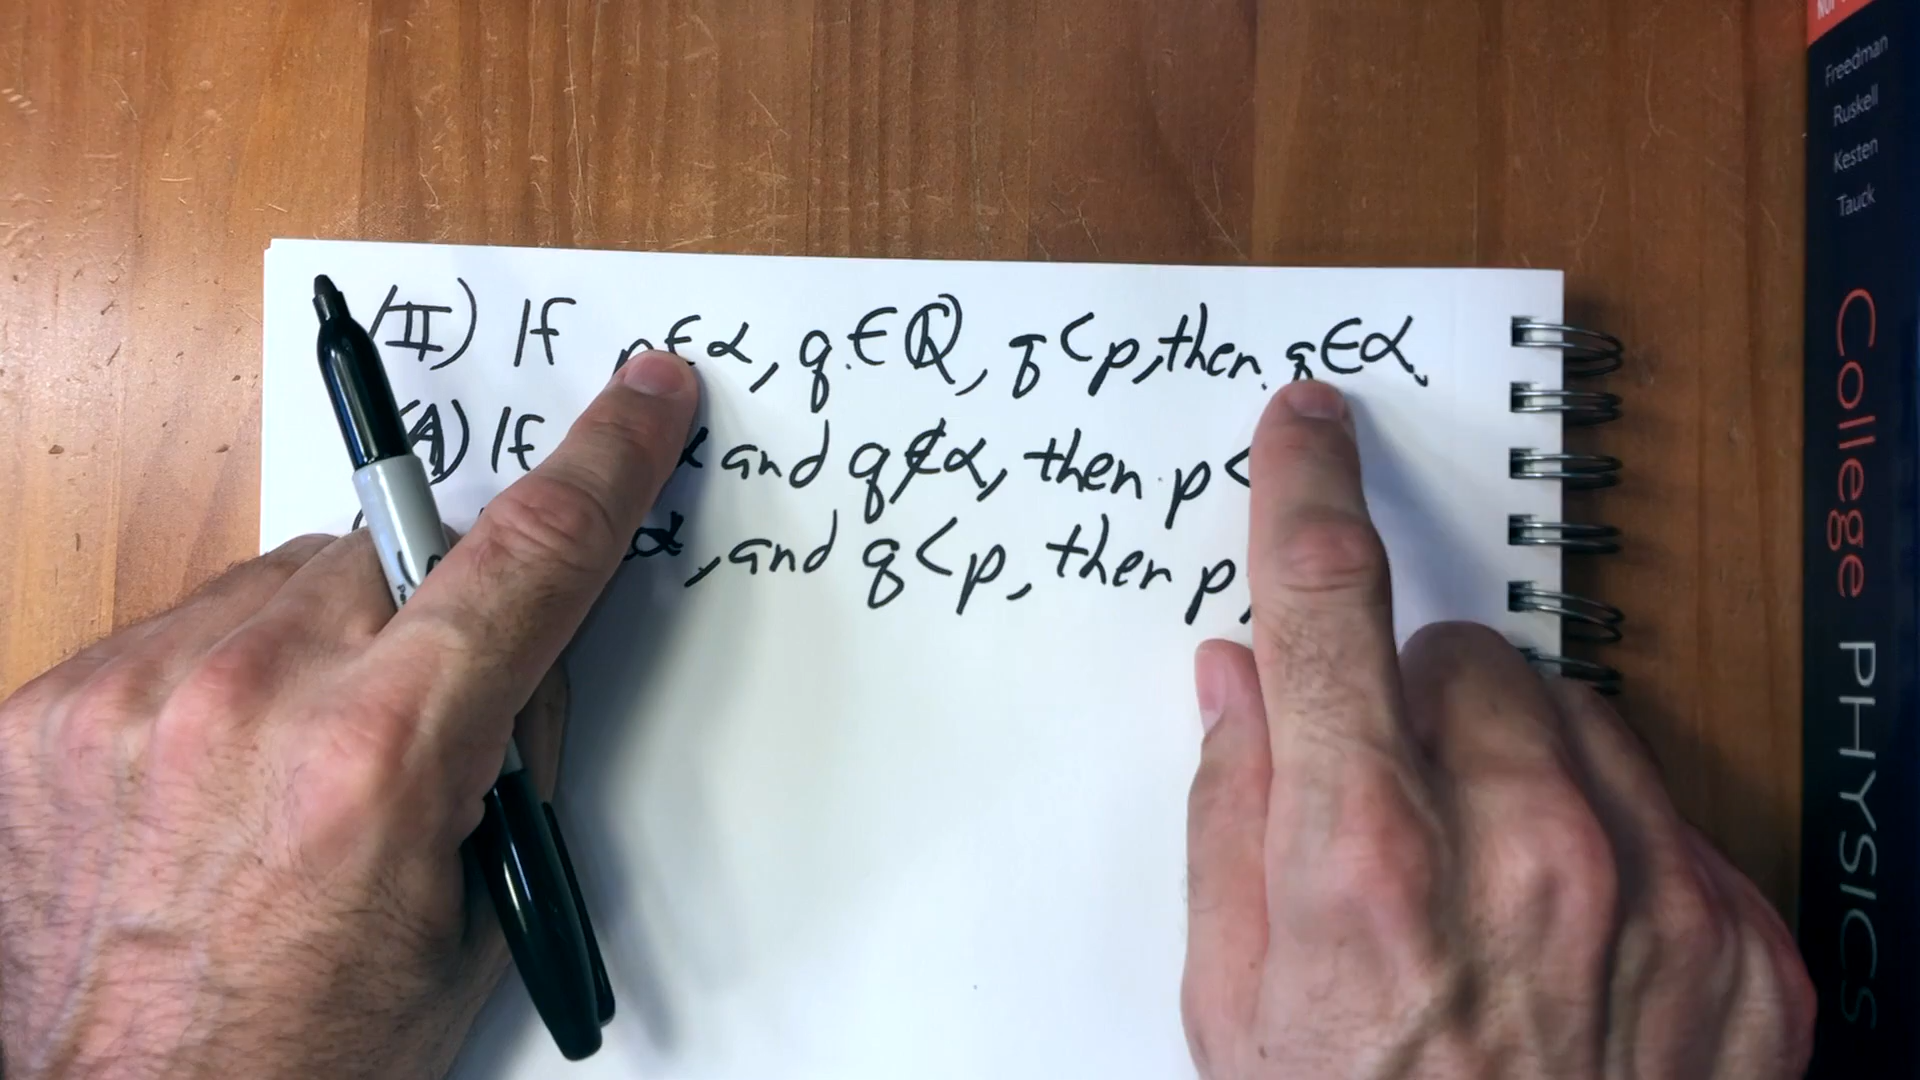 (II) If p∈α, q∈ℚ, q<p, then q∈α.
(A) If α and q∉α, then p<
α, and q<p, then p
Freedman
Ruskell
Kesten
Tauck
College PHYSICS